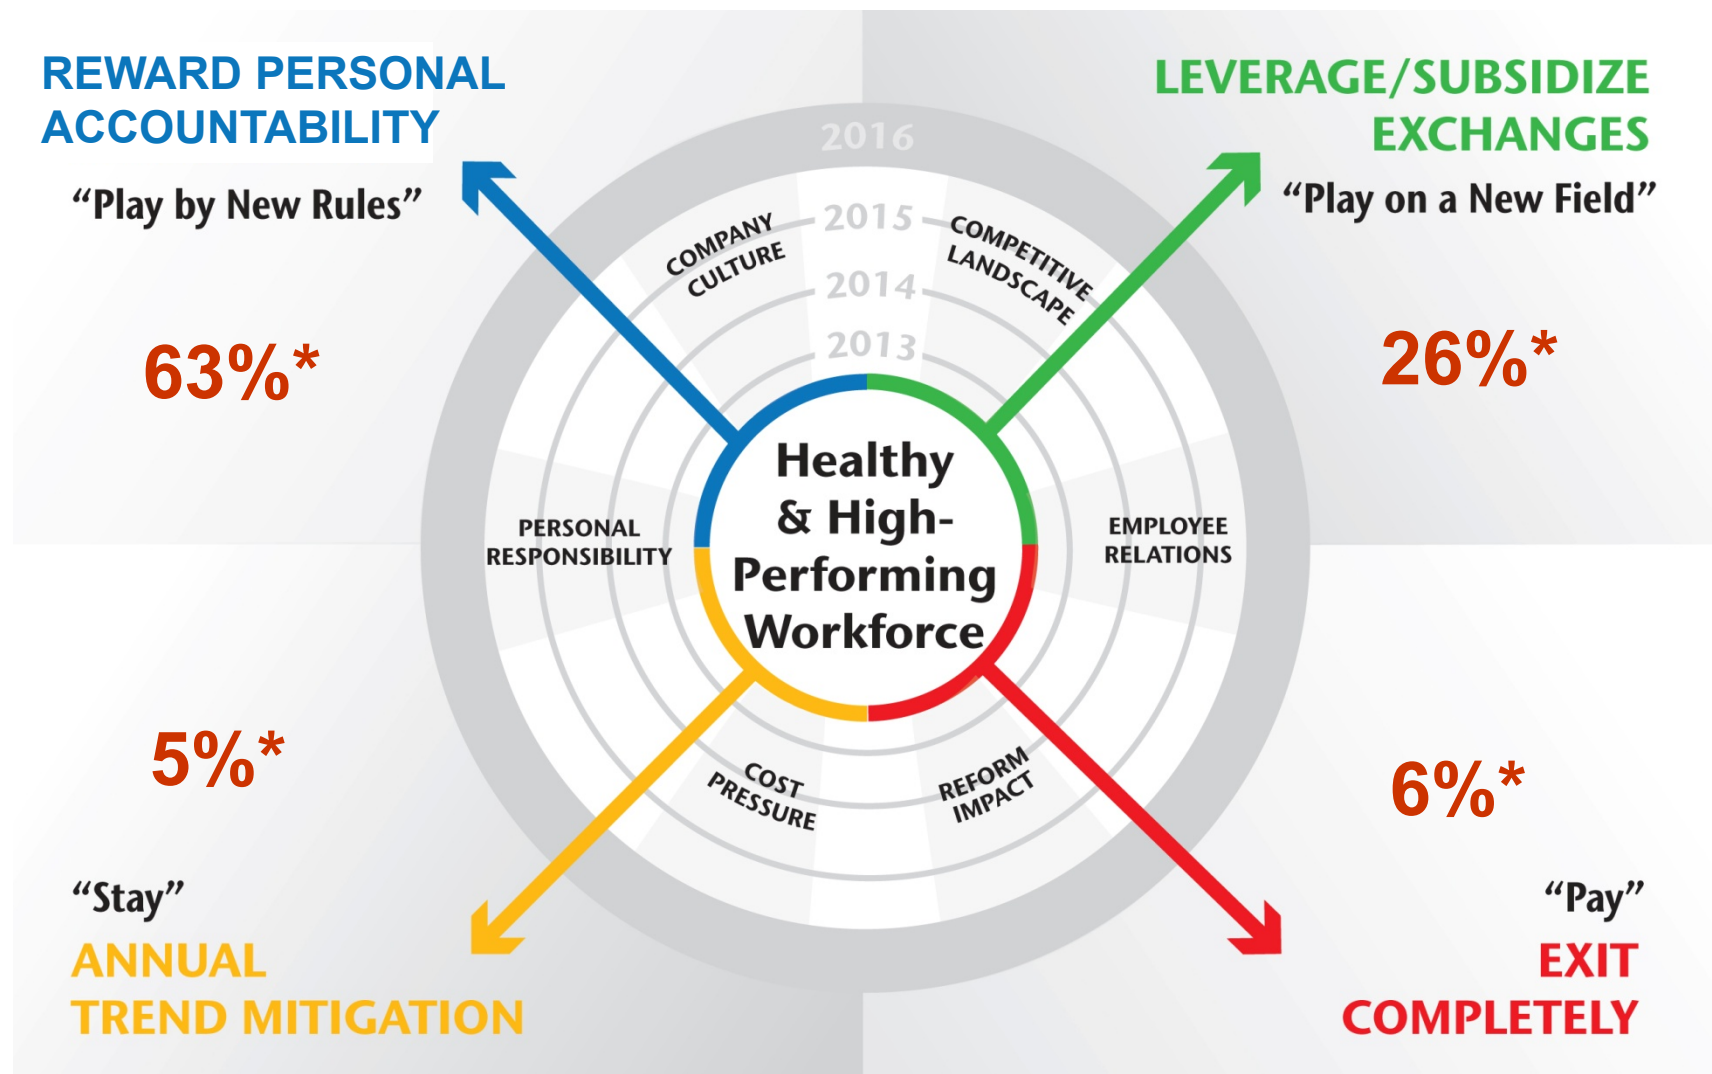 REWARD PERSONAL
ACCOUNTABILITY
“Play by New Rules”
63%*
LEVERAGE/SUBSIDIZE
EXCHANGES
“Play on a New Field”
26%*
2016
2015
2014
2013
COMPANY
CULTURE
COMPETITIVE
LANDSCAPE
PERSONAL
RESPONSIBILITY
Healthy
& High-
Performing
Workforce
EMPLOYEE
RELATIONS
COST
PRESSURE
REFORM
IMPACT
5%*
“Stay”
ANNUAL
TREND MITIGATION
6%*
“Pay”
EXIT
COMPLETELY